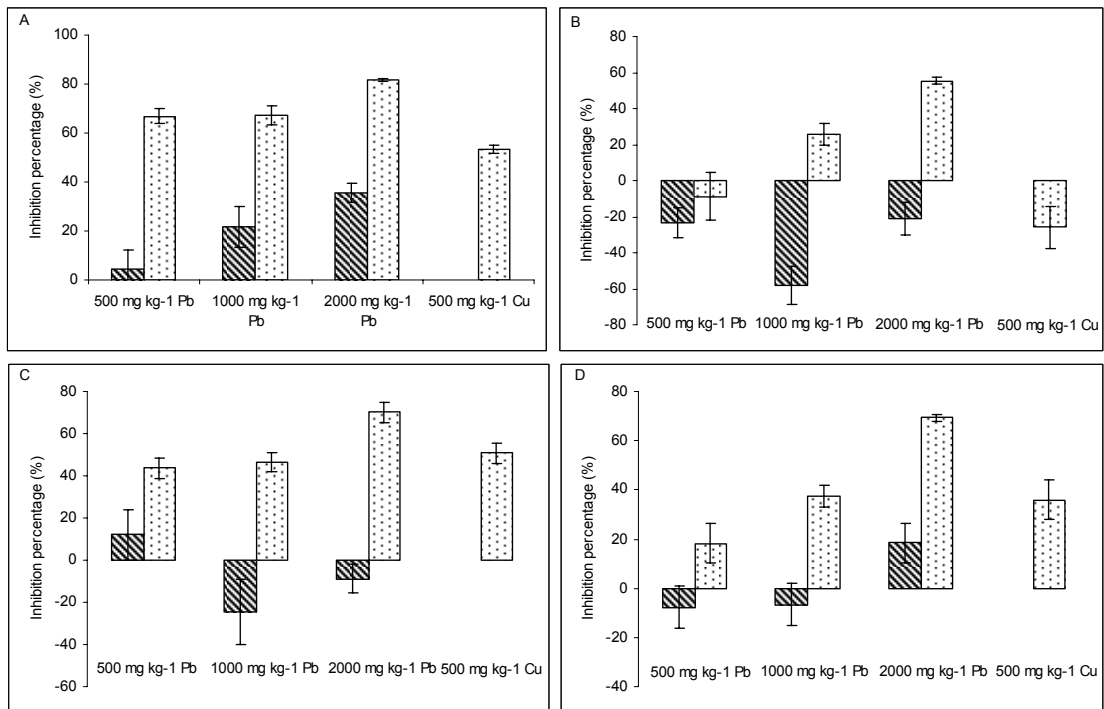 A
Inhibition percentage (%)
100
80
60
40
20
0
500 mg kg-1 Pb
1000 mg kg-1
Pb
2000 mg kg-1
Pb
500 mg kg-1 Cu
B
Inhibition percentage (%)
80
60
40
20
0
-20
-40
-60
-80
500 mg kg-1 Pb
1000 mg kg-1 Pb
2000 mg kg-1 Pb
500 mg kg-1 Cu
C
Inhibition percentage (%)
80
60
40
20
0
-20
-40
-60
500 mg kg-1 Pb
1000 mg kg-1 Pb
2000 mg kg-1 Pb
500 mg kg-1 Cu
D
Inhibition percentage (%)
80
60
40
20
0
-20
-40
500 mg kg-1 Pb
1000 mg kg-1 Pb
2000 mg kg-1 Pb
500 mg kg-1 Cu